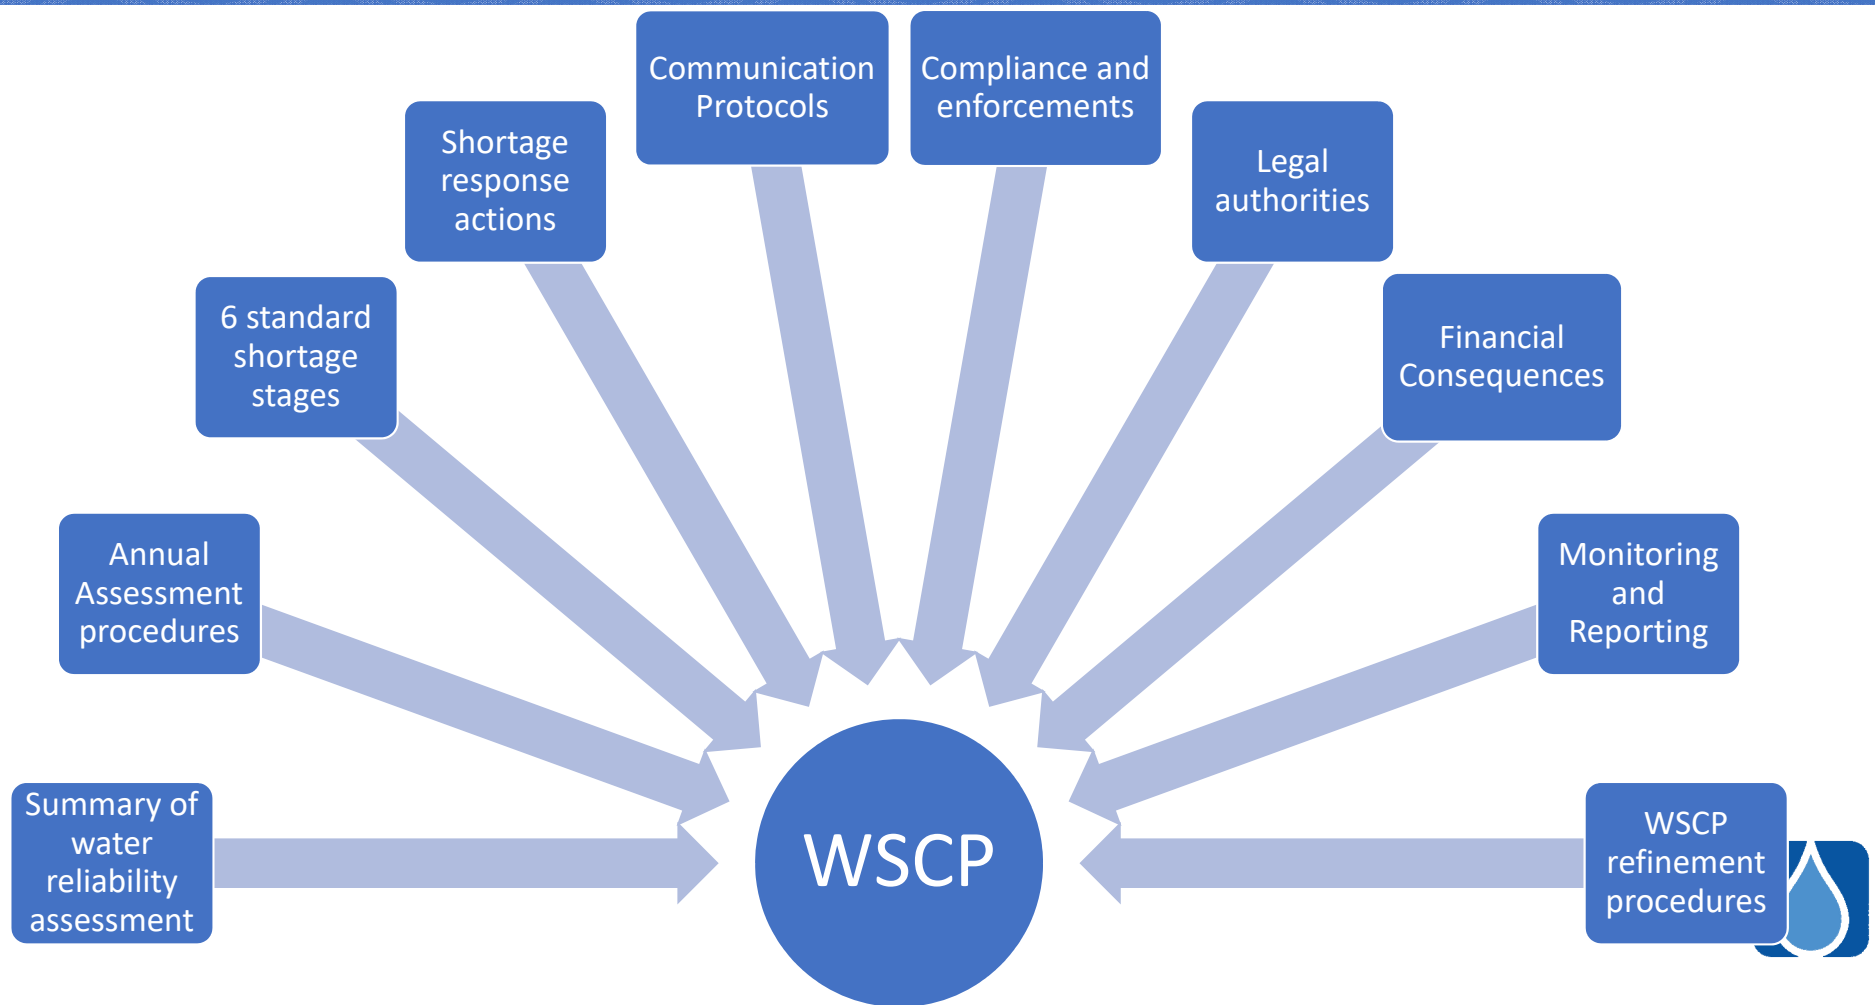 Communication
Protocols
Compliance and
enforcements
Shortage
response
actions
Legal
authorities
6 standard
shortage
stages
Financial
Consequences
Annual
Assessment
procedures
Monitoring
and
Reporting
Summary of
water
reliability
assessment
WSCP
WSCP
refinement
procedures